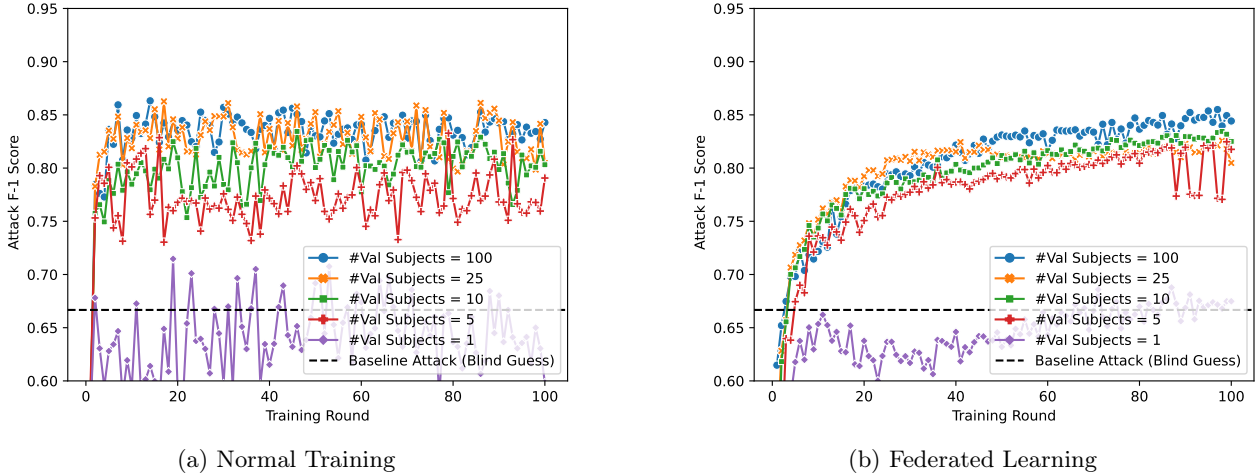 0.95
0.90
0.85
0.80
0.75
0.70
0.65
0.60
Attack F-1 Score
#Val Subjects = 100
#Val Subjects = 25
#Val Subjects = 10
#Val Subjects = 5
#Val Subjects = 1
Baseline Attack (Blind Guess)
0 20 40 60 80 100
Training Round
(a) Normal Training
0.95
0.90
0.85
0.80
0.75
0.70
0.65
0.60
Attack F-1 Score
#Val Subjects = 100
#Val Subjects = 25
#Val Subjects = 10
#Val Subjects = 5
#Val Subjects = 1
Baseline Attack (Blind Guess)
0 20 40 60 80 100
Training Round
(b) Federated Learning